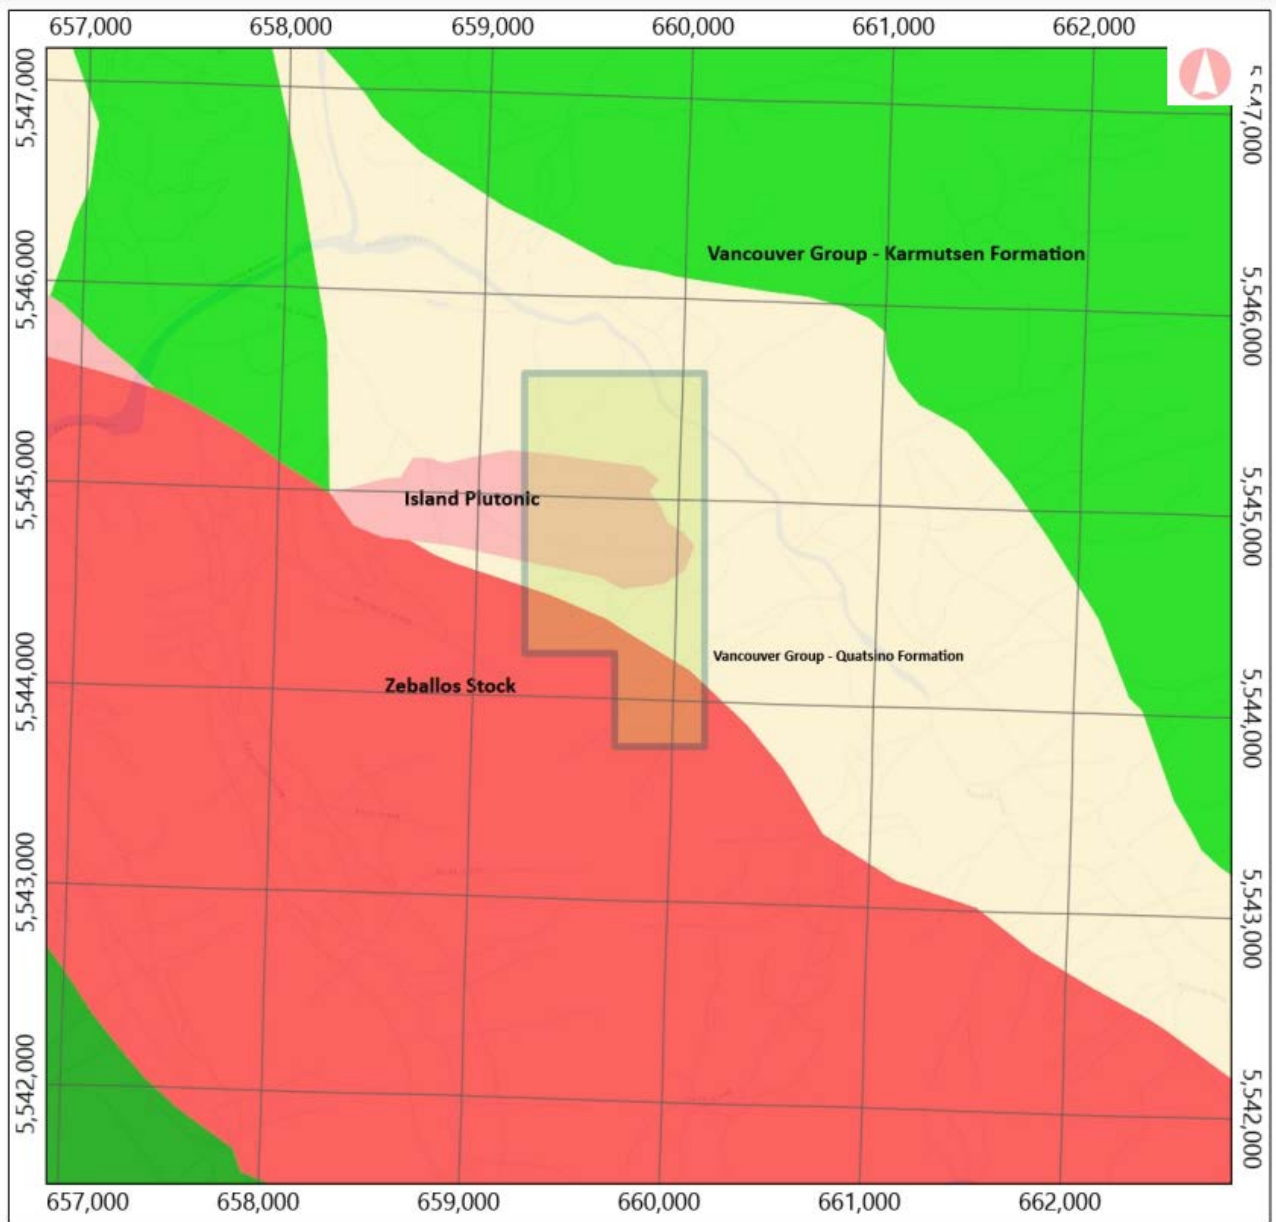 657,000 658,000 659,000 660,000 661,000 662,000
5,547,000
5,546,000
5,545,000
5,544,000
5,543,000
5,542,000
Vancouver Group - Karmutsen Formation
Island Plutonic
Vancouver Group - Quatsino Formation
Zeballos Stock
5,546,000
5,545,000
5,544,000
5,543,000
5,542,000
657,000 658,000 659,000 660,000 661,000 662,000